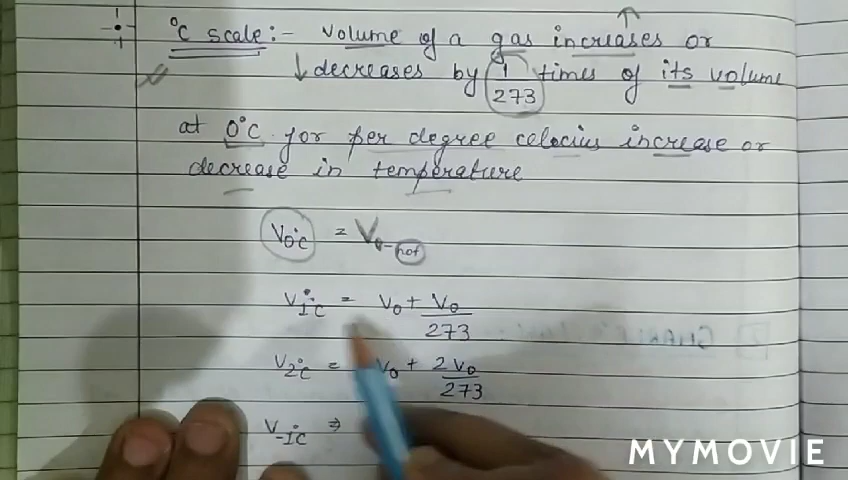 °C scale:- volume of a gas increases or
↓decreases by 1/273 times of its volume
at 0°C for per degree celocius increase or
decrease in temperature
V0°C = V0-not
V1°C = V0 + V0/273
V2°C = V0 + 2V0/273
V-1°C ⇒
MYMOVIE